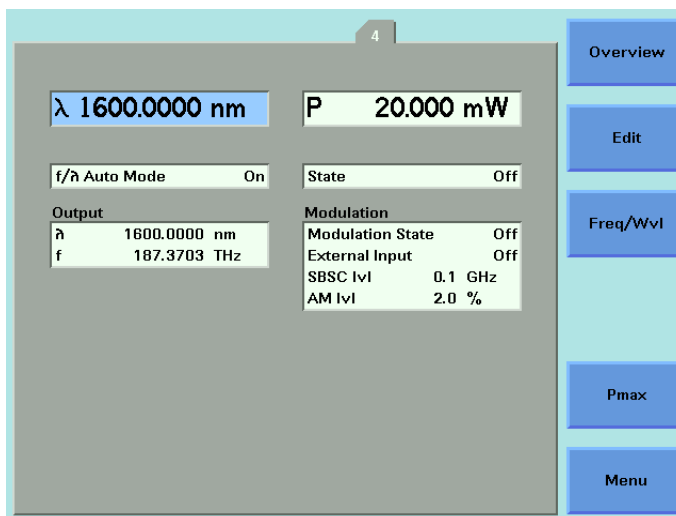 4
λ 1600.0000 nm
P 20.000 mW
f/λ Auto Mode On
State Off
Output
λ 1600.0000 nm
f 187.3703 THz
Modulation
Modulation State Off
External Input Off
SBSC lvl 0.1 GHz
AM lvl 2.0 %
Overview
Edit
Freq/Wvl
Pmax
Menu